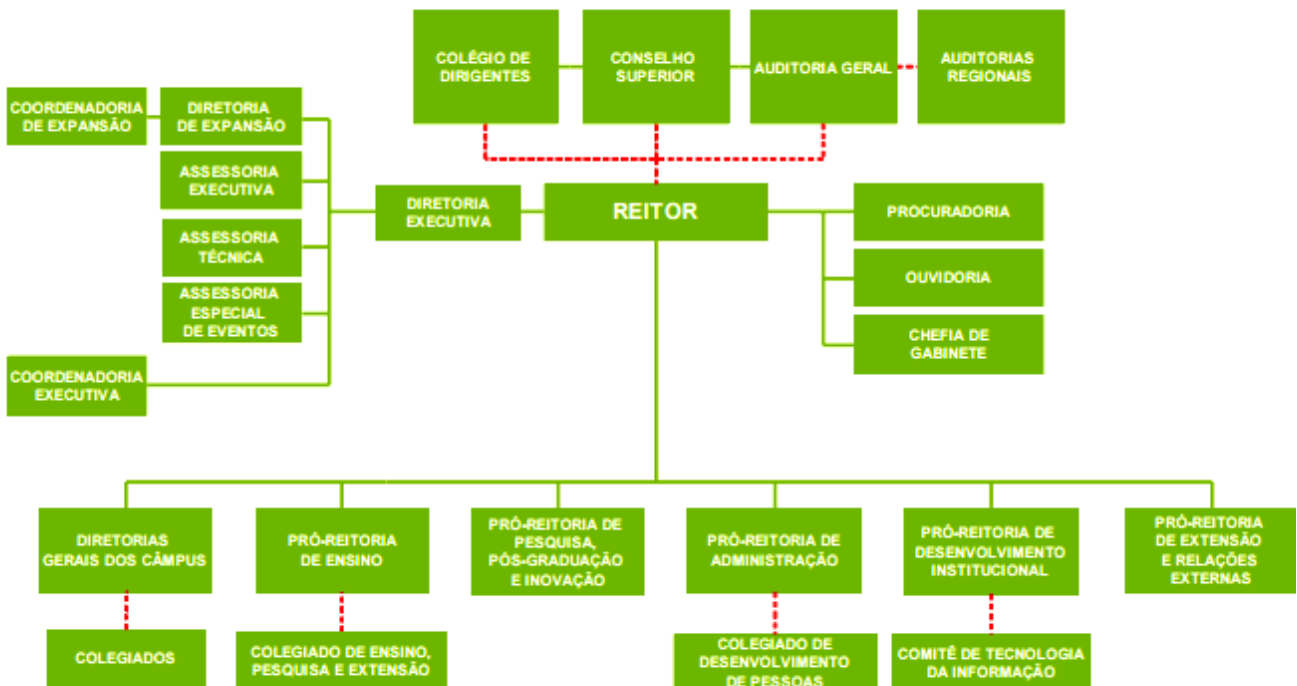 COLÉGIO DE
DIRIGENTES
CONSELHO
SUPERIOR
AUDITORIA GERAL
AUDITORIAS
REGIONAIS
COORDENADORIA
DE EXPANSÃO
DIRETORIA
DE EXPANSÃO
ASSESSORIA
EXECUTIVA
ASSESSORIA
TÉCNICA
ASSESSORIA
ESPECIAL
DE EVENTOS
COORDENADORIA
EXECUTIVA
DIRETORIA
EXECUTIVA
REITOR
PROCURADORIA
OUVIDORIA
CHEFIA DE
GABINETE
DIRETORIAS
GERAIS DOS CÂMPUS
PRÓ-REITORIA
DE ENSINO
PRÓ-REITORIA DE
PESQUISA,
PÓS-GRADUAÇÃO
E INOVAÇÃO
PRÓ-REITORIA DE
ADMINISTRAÇÃO
PRÓ-REITORIA DE
DESENVOLVIMENTO
INSTITUCIONAL
PRÓ-REITORIA
DE EXTENSÃO
E RELAÇÕES
EXTERNAS
COLEGIADOS
COLEGIADO DE ENSINO,
PESQUISA E EXTENSÃO
COLEGIADO DE
DESENVOLVIMENTO
DE PESSOAS
COMITÊ DE TECNOLOGIA
DA INFORMAÇÃO